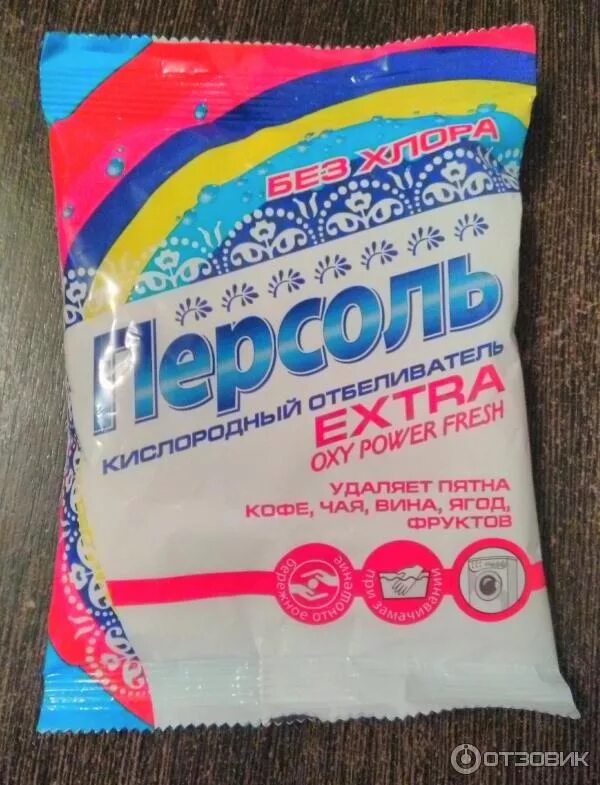 БЕЗ ХЛОРА
Персоль
КИСЛОРОДНЫЙ ОТБЕЛИВАТЕЛЬ
EXTRA
OXY POWER FRESH
УДАЛЯЕТ ПЯТНА
КОФЕ, ЧАЯ, ВИНА, ЯГОД,
ФРУКТОВ
бережное отношение
при замачивании
ОТЗОВИК